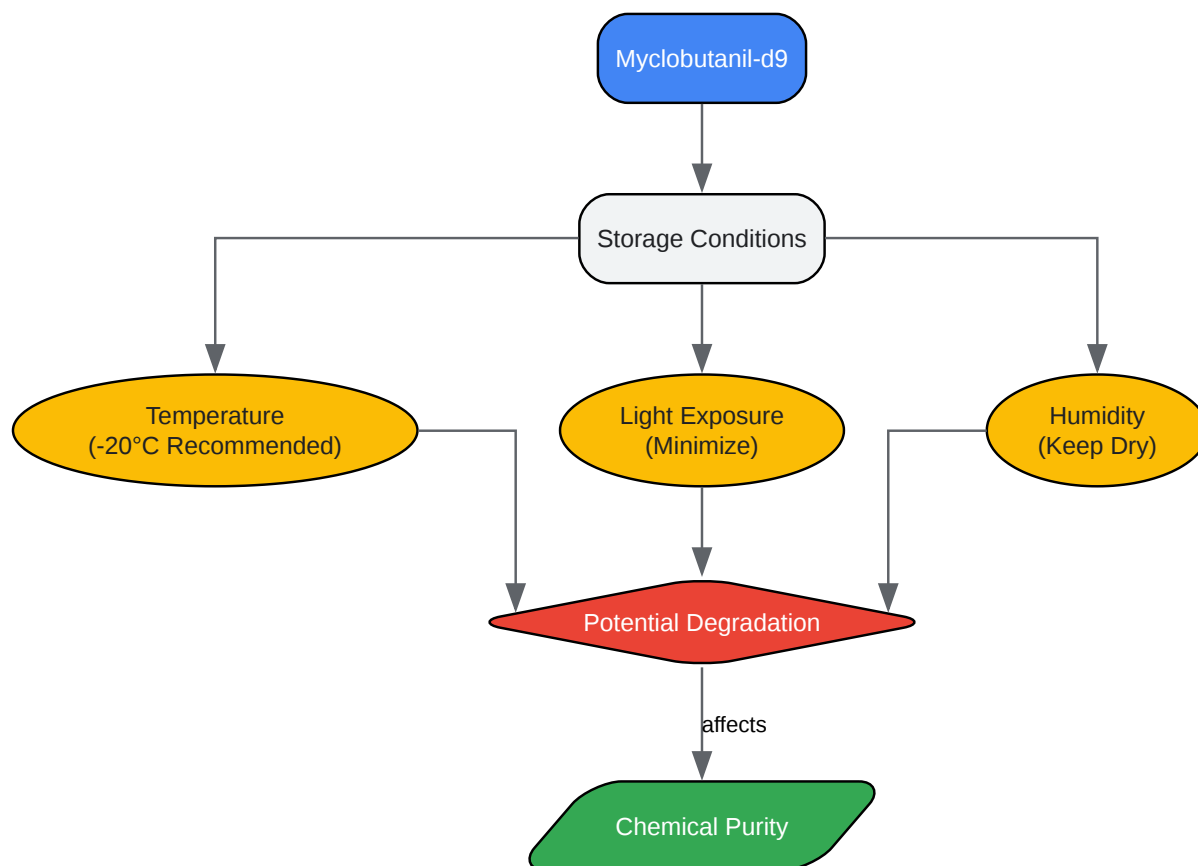 Myclobutanil-d9
Storage Conditions
Temperature
(-20°C Recommended)
Light Exposure
(Minimize)
Humidity
(Keep Dry)
Potential Degradation
affects
Chemical Purity